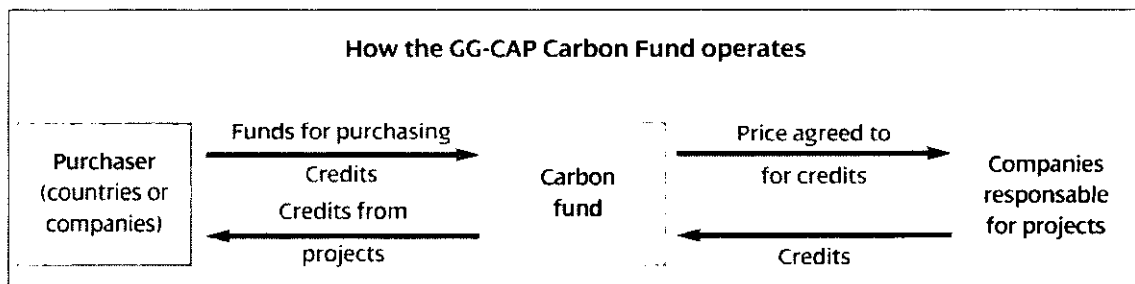 How the GG-CAP Carbon Fund operates
Purchaser
(countries or
companies)
Funds for purchasing
Credits
Credits from
projects
Carbon
fund
Price agreed to
for credits
Credits
Companies
responsable
for projects